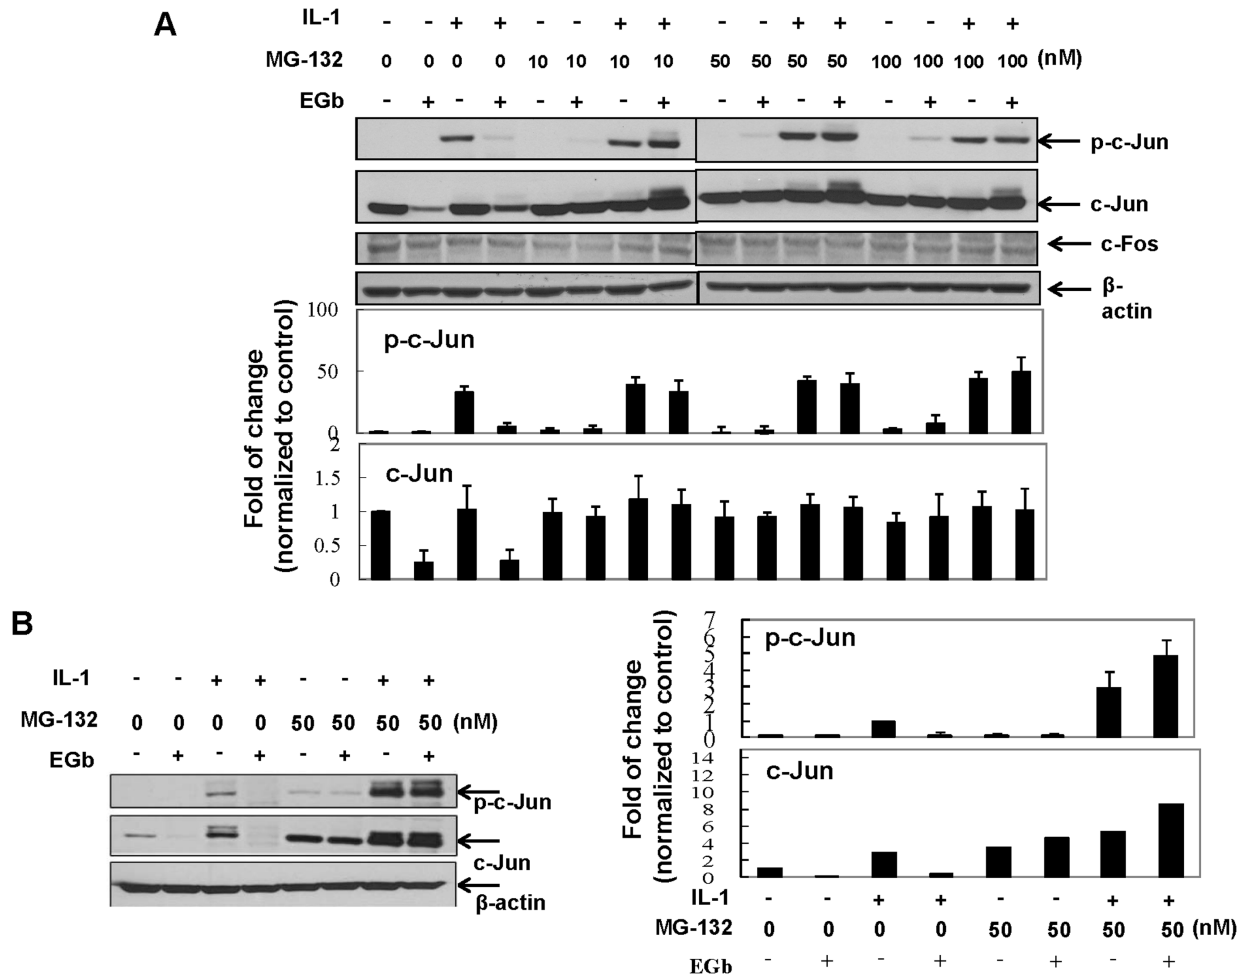 A
IL-1 - - + + - - + + - - + + - - + +
MG-132 0 0 0 0 10 10 10 10 50 50 50 50 100 100 100 100 (nM)
EGb - + - + - + - + - + - + - + - +
p-c-Jun
c-Jun
c-Fos
β-
actin
Fold of change
(normalized to control)
100
p-c-Jun
50
0
2
c-Jun
1.5
1
0.5
0
B
IL-1 - - + + - - + +
MG-132 0 0 0 0 50 50 50 50 (nM)
EGb - + - + - + - +
p-c-Jun
c-Jun
β-actin
Fold of change
(normalized to control)
7
p-c-Jun
6
5
4
3
2
1
0
14
c-Jun
12
10
8
6
4
2
0
IL-1 - - + + - - + +
MG-132 0 0 0 0 50 50 50 50 (nM)
EGb - + - + - + - +